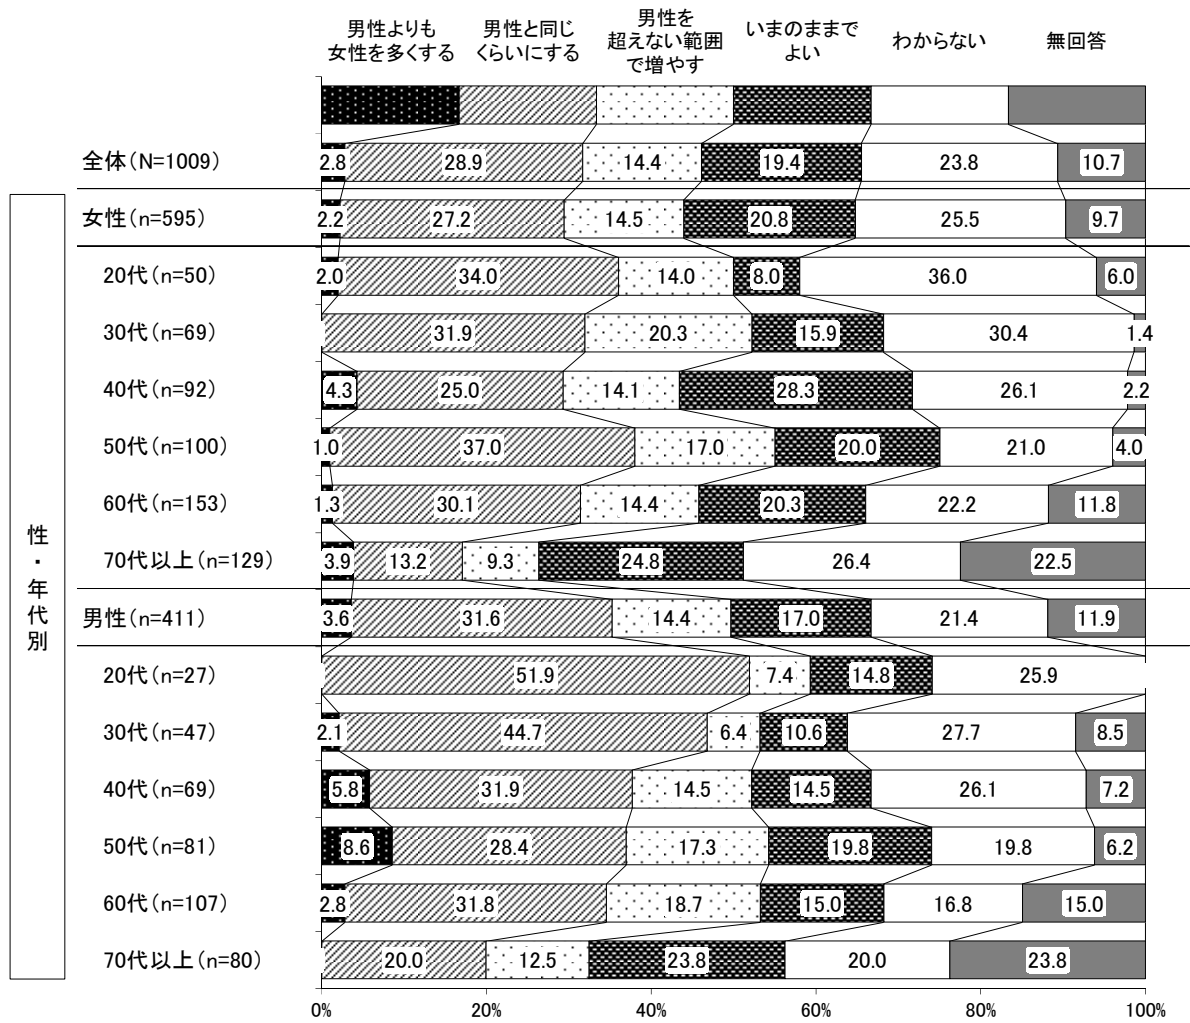 男性よりも
女性を多くする
男性と同じ
くらいにする
男性を
超えない範囲
で増やす
いまのままで
よい
わからない
無回答
全体(N=1009)
2.8 28.9 14.4 19.4 23.8 10.7
女性(n=595)
2.2 27.2 14.5 20.8 25.5 9.7
20代(n=50)
2.0 34.0 14.0 8.0 36.0 6.0
30代(n=69)
31.9 20.3 15.9 30.4 1.4
40代(n=92)
4.3 25.0 14.1 28.3 26.1 2.2
50代(n=100)
1.0 37.0 17.0 20.0 21.0 4.0
60代(n=153)
1.3 30.1 14.4 20.3 22.2 11.8
70代以上(n=129)
3.9 13.2 9.3 24.8 26.4 22.5
男性(n=411)
3.6 31.6 14.4 17.0 21.4 11.9
20代(n=27)
51.9 7.4 14.8 25.9
30代(n=47)
2.1 44.7 6.4 10.6 27.7 8.5
40代(n=69)
5.8 31.9 14.5 14.5 26.1 7.2
50代(n=81)
8.6 28.4 17.3 19.8 19.8 6.2
60代(n=107)
2.8 31.8 18.7 15.0 16.8 15.0
70代以上(n=80)
20.0 12.5 23.8 20.0 23.8
性・年代別
0% 20% 40% 60% 80% 100%